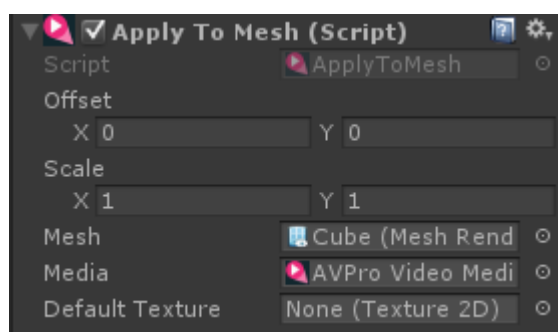 Apply To Mesh (Script)
Script ApplyToMesh
Offset
X 0 Y 0
Scale
X 1 Y 1
Mesh Cube (Mesh Rend
Media AVPro Video Medi
Default Texture None (Texture 2D)